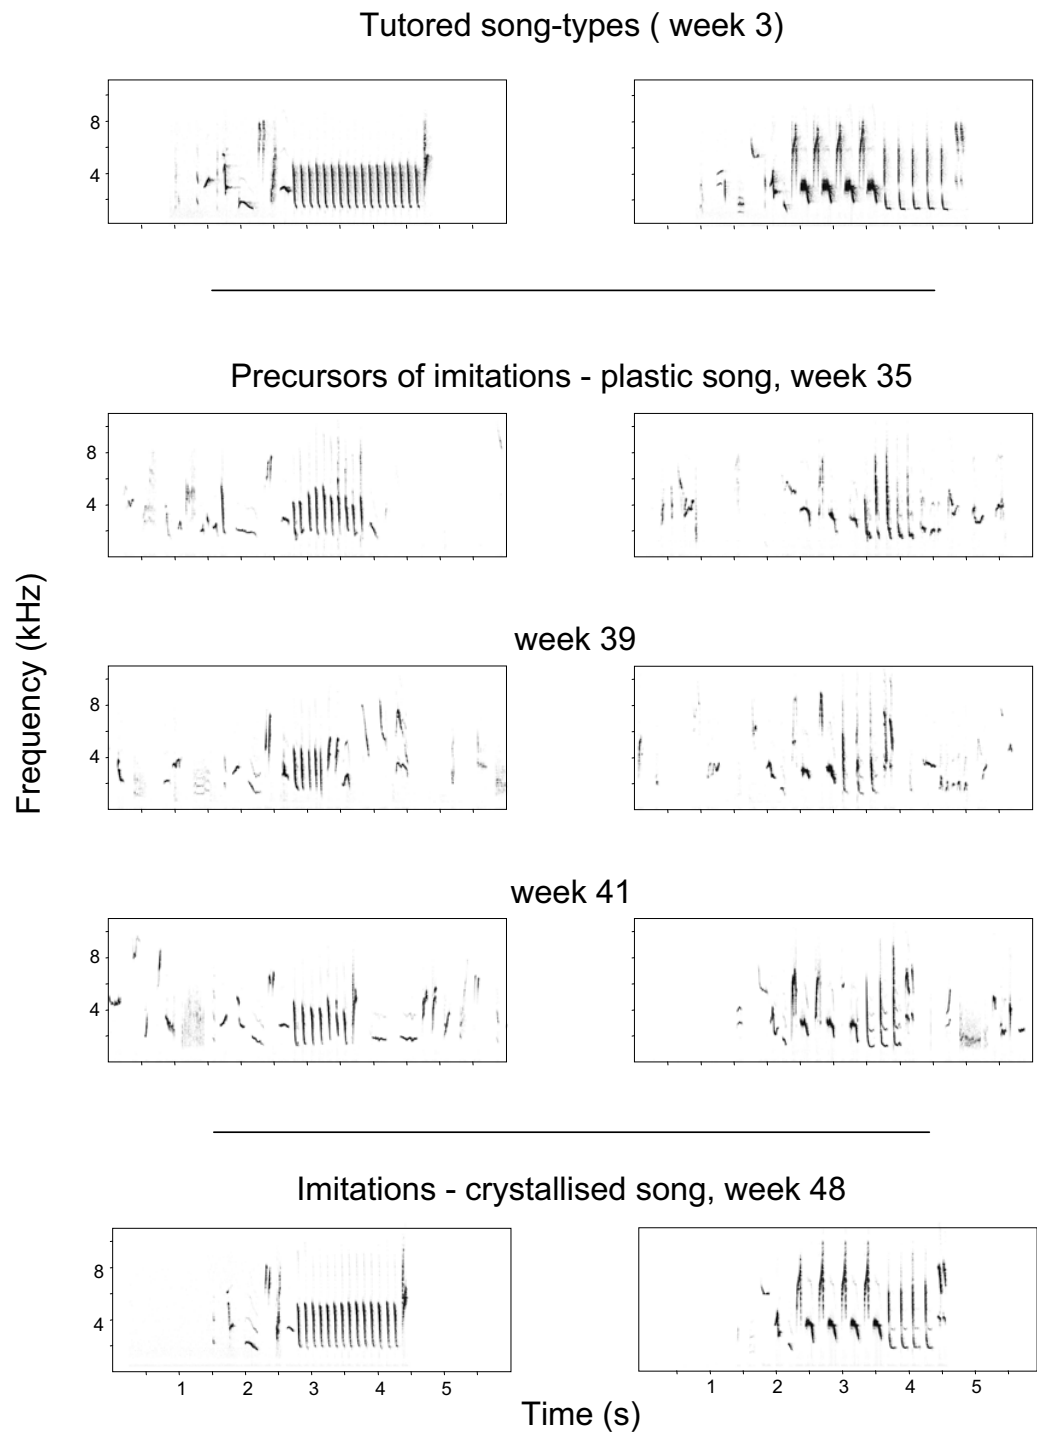 Tutored song-types ( week 3)
8
4
Precursors of imitations - plastic song, week 35
8
4
Frequency (kHz)
week 39
8
4
week 41
8
4
Imitations - crystallised song, week 48
8
4
1 2 3 4 5 1 2 3 4 5
Time (s)